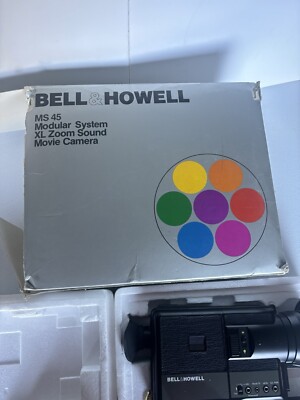 BELL & HOWELL
MS 45
Modular System
XL Zoom Sound
Movie Camera
BELL & HOWELL